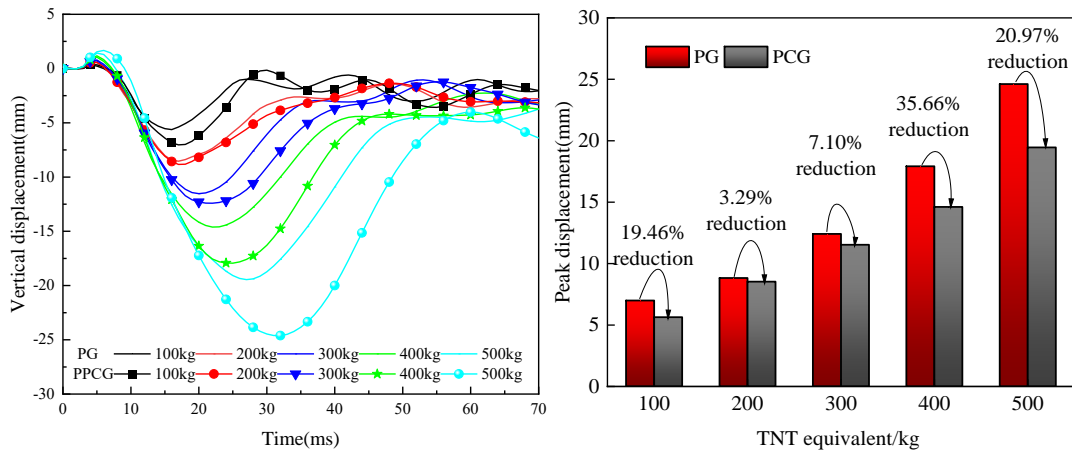 5
0
-5
-10
-15
-20
-25
-30
Vertical displacement(mm)
PG 100kg 200kg 300kg 400kg 500kg
PPCG 100kg 200kg 300kg 400kg 500kg
0 10 20 30 40 50 60 70
Time(ms)
30
25
20
15
10
5
0
Peak displacement(mm)
PG PCG
19.46%
reduction
3.29%
reduction
7.10%
reduction
35.66%
reduction
20.97%
reduction
100 200 300 400 500
TNT equivalent/kg